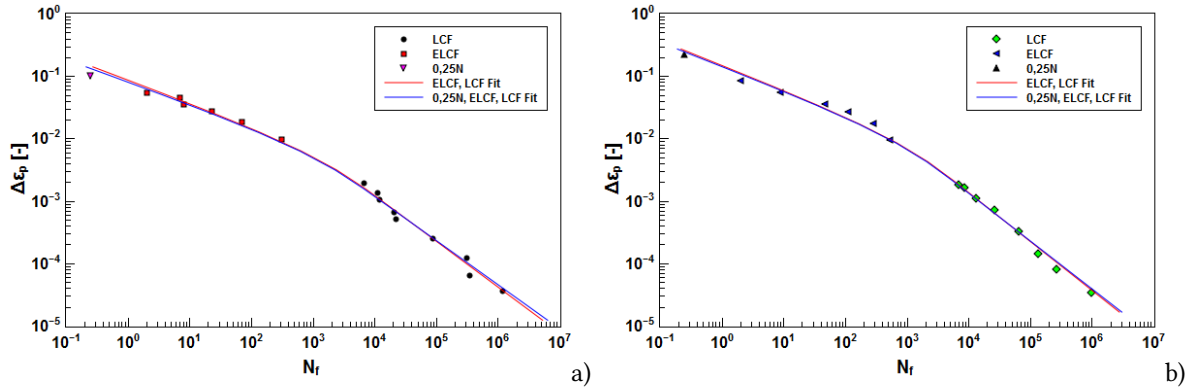 10⁰
10⁻¹
10⁻²
10⁻³
10⁻⁴
10⁻⁵
Δεₚ [-]
LCF
ELCF
0,25N
ELCF, LCF Fit
0,25N, ELCF, LCF Fit
10⁻¹ 10⁰ 10¹ 10² 10³ 10⁴ 10⁵ 10⁶ 10⁷
N_f
a)
10⁰
10⁻¹
10⁻²
10⁻³
10⁻⁴
10⁻⁵
Δεₚ [-]
LCF
ELCF
0,25N
ELCF, LCF Fit
0,25N, ELCF, LCF Fit
10⁻¹ 10⁰ 10¹ 10² 10³ 10⁴ 10⁵ 10⁶ 10⁷
N_f
b)